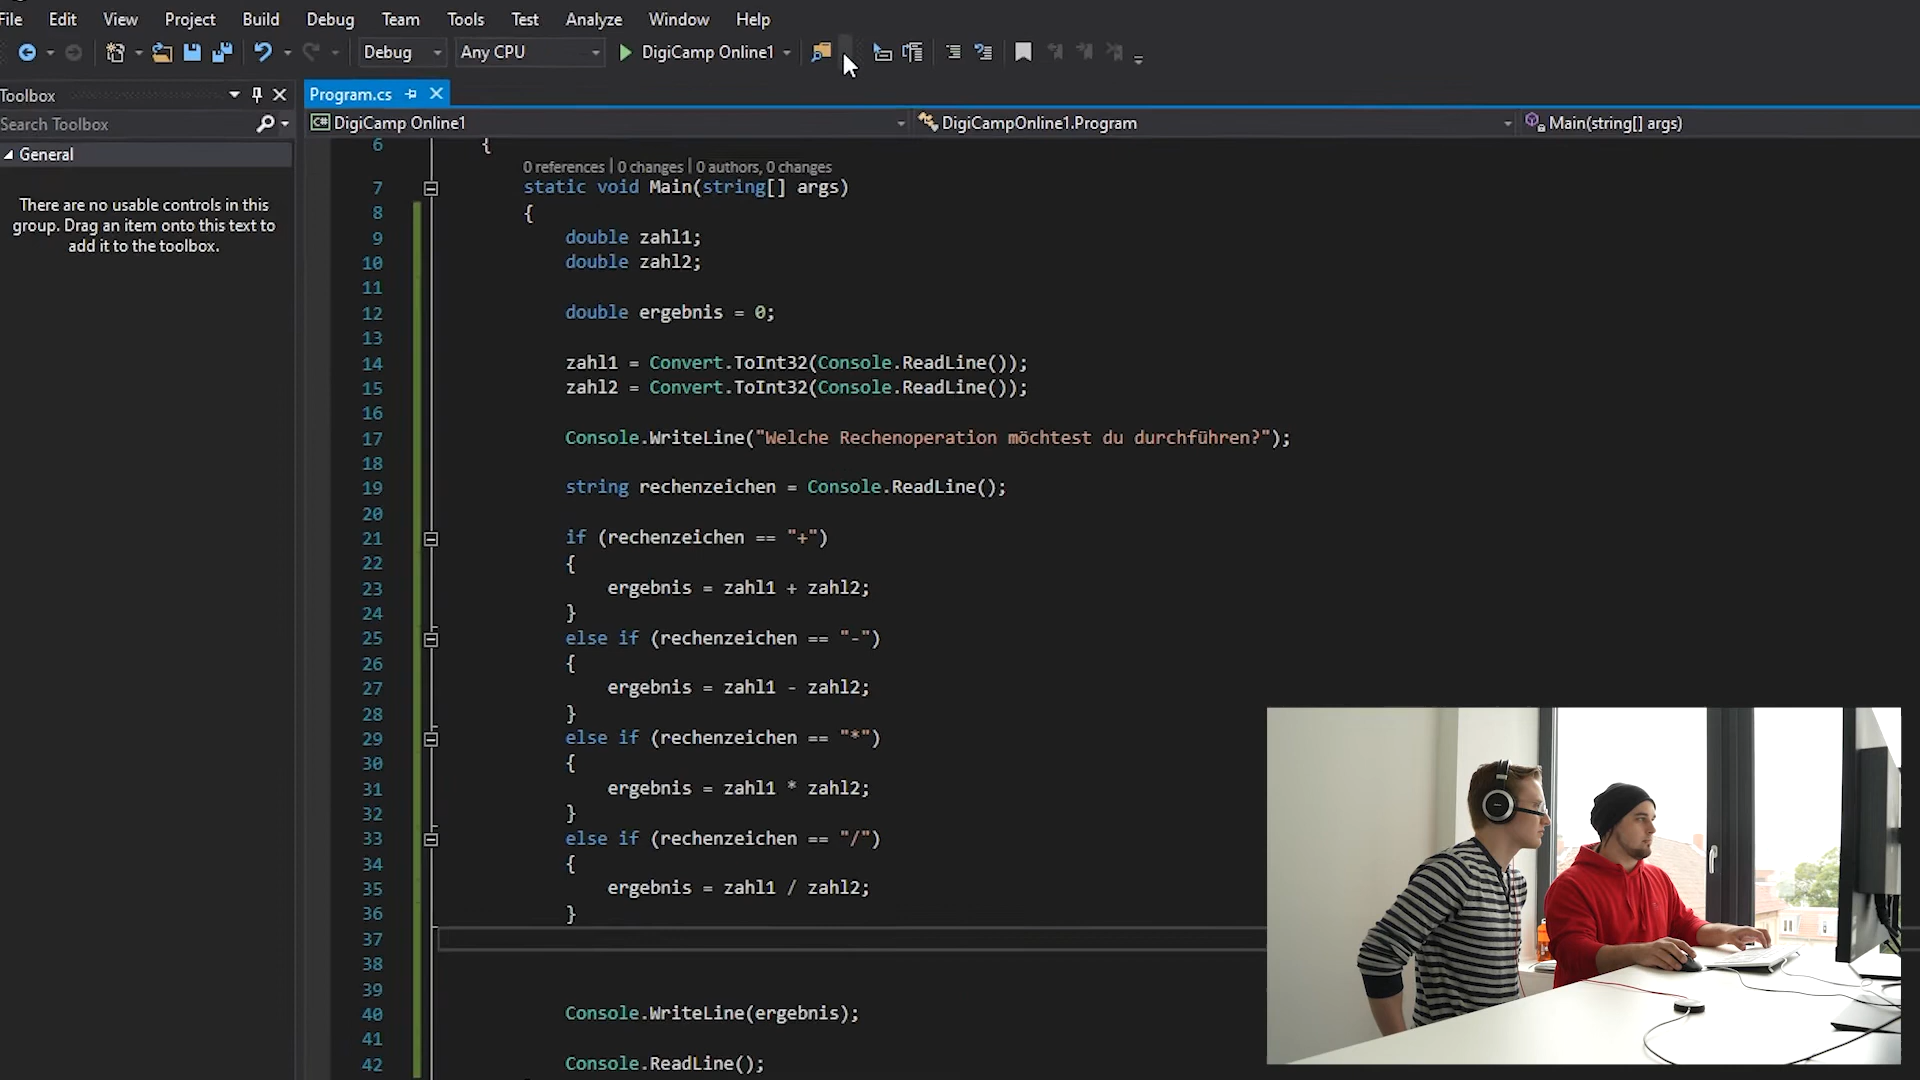 File Edit View Project Build Debug Team Tools Test Analyze Window Help
Debug Any CPU DigiCamp Online1
Toolbox
Program.cs
Search Toolbox
DigiCamp Online1
DigiCampOnline1.Program
Main(string[] args)
General
There are no usable controls in this
group. Drag an item onto this text to
add it to the toolbox.
6 {
0 references | 0 changes | 0 authors, 0 changes
7 static void Main(string[] args)
8 {
9 double zahl1;
10 double zahl2;
11
12 double ergebnis = 0;
13
14 zahl1 = Convert.ToInt32(Console.ReadLine());
15 zahl2 = Convert.ToInt32(Console.ReadLine());
16
17 Console.WriteLine("Welche Rechenoperation möchtest du durchführen?");
18
19 string rechenzeichen = Console.ReadLine();
20
21 if (rechenzeichen == "+")
22 {
23 ergebnis = zahl1 + zahl2;
24 }
25 else if (rechenzeichen == "-")
26 {
27 ergebnis = zahl1 - zahl2;
28 }
29 else if (rechenzeichen == "*")
30 {
31 ergebnis = zahl1 * zahl2;
32 }
33 else if (rechenzeichen == "/")
34 {
35 ergebnis = zahl1 / zahl2;
36 }
37
38
39
40 Console.WriteLine(ergebnis);
41
42 Console.ReadLine();